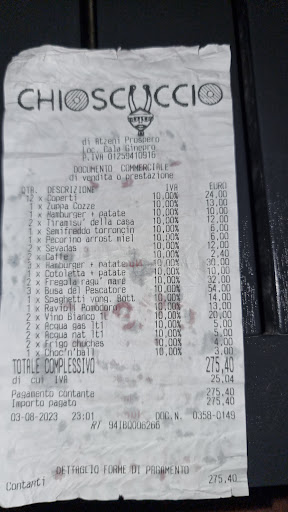 CHIOSCUCCIO
di Atzeni Prospero
Loc. Cala Ginepro
P.IVA 01259410916
DOCUMENTO COMMERCIALE
di vendita o prestazione
QTA. DESCRIZIONE IVA EURO
12 x Coperti 10,00% 24,00
1 x Zuppa Cozze 10,00% 13,00
1 x Hamburger + patate 10,00% 10,00
2 x Tiramisu' della casa 10,00% 12,00
1 x Semifreddo torroncin 10,00% 6,00
1 x Pecorino arrost miel 10,00% 6,00
2 x Sevadas 10,00% 12,00
2 x Caffe 10,00% 2,40
3 x Hamburger + patate 10,00% 30,00
1 x Cotoletta + patate 10,00% 10,00
2 x Fregola ragu' mare 10,00% 32,00
3 x Busa del Pescatore 10,00% 54,00
1 x Spaghetti vong. Bott 10,00% 14,00
1 x Ravioli Pomodoro 10,00% 13,00
2 x Vino Bianco lt 10,00% 20,00
2 x Acqua gas lt1 10,00% 5,00
2 x Acqua nat lt1 10,00% 5,00
2 x Frigo chuches 10,00% 4,00
1 x Choc'n'ball 10,00% 3,00
TOTALE COMPLESSIVO 275,40
di cui IVA 25,04
Pagamento contante 275,40
Importo pagato 275,40
03-08-2023 23:01 DOC.N. 0358-0149
RT 94160006266
DETTAGLIO FORME DI PAGAMENTO
Contanti 275,40